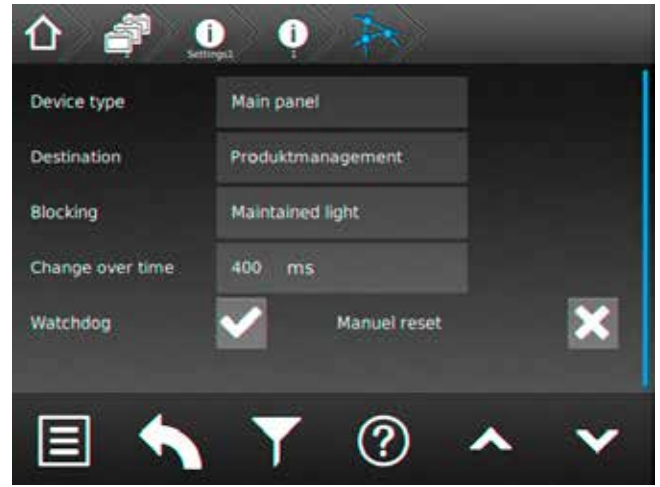 2
Settings1
1
Device type Main panel
Destination Produktmanagement
Blocking Maintained light
Change over time 400 ms
Watchdog Manuel reset